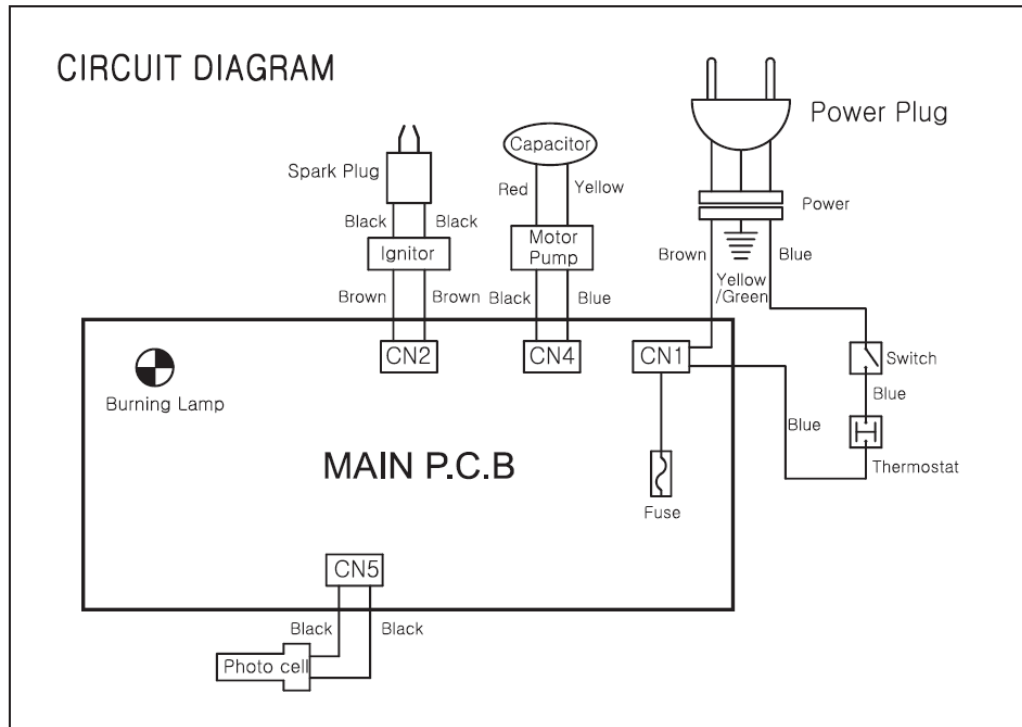 CIRCUIT DIAGRAM
Power Plug
Capacitor
Spark Plug
Red
Yellow
Power
Black
Black
Ignitor
Motor
Pump
Brown
Blue
Yellow
/Green
Brown
Brown
Black
Blue
CN2
CN4
CN1
Switch
Burning Lamp
Blue
Blue
MAIN P.C.B
Thermostat
Fuse
CN5
Black
Black
Photo cell